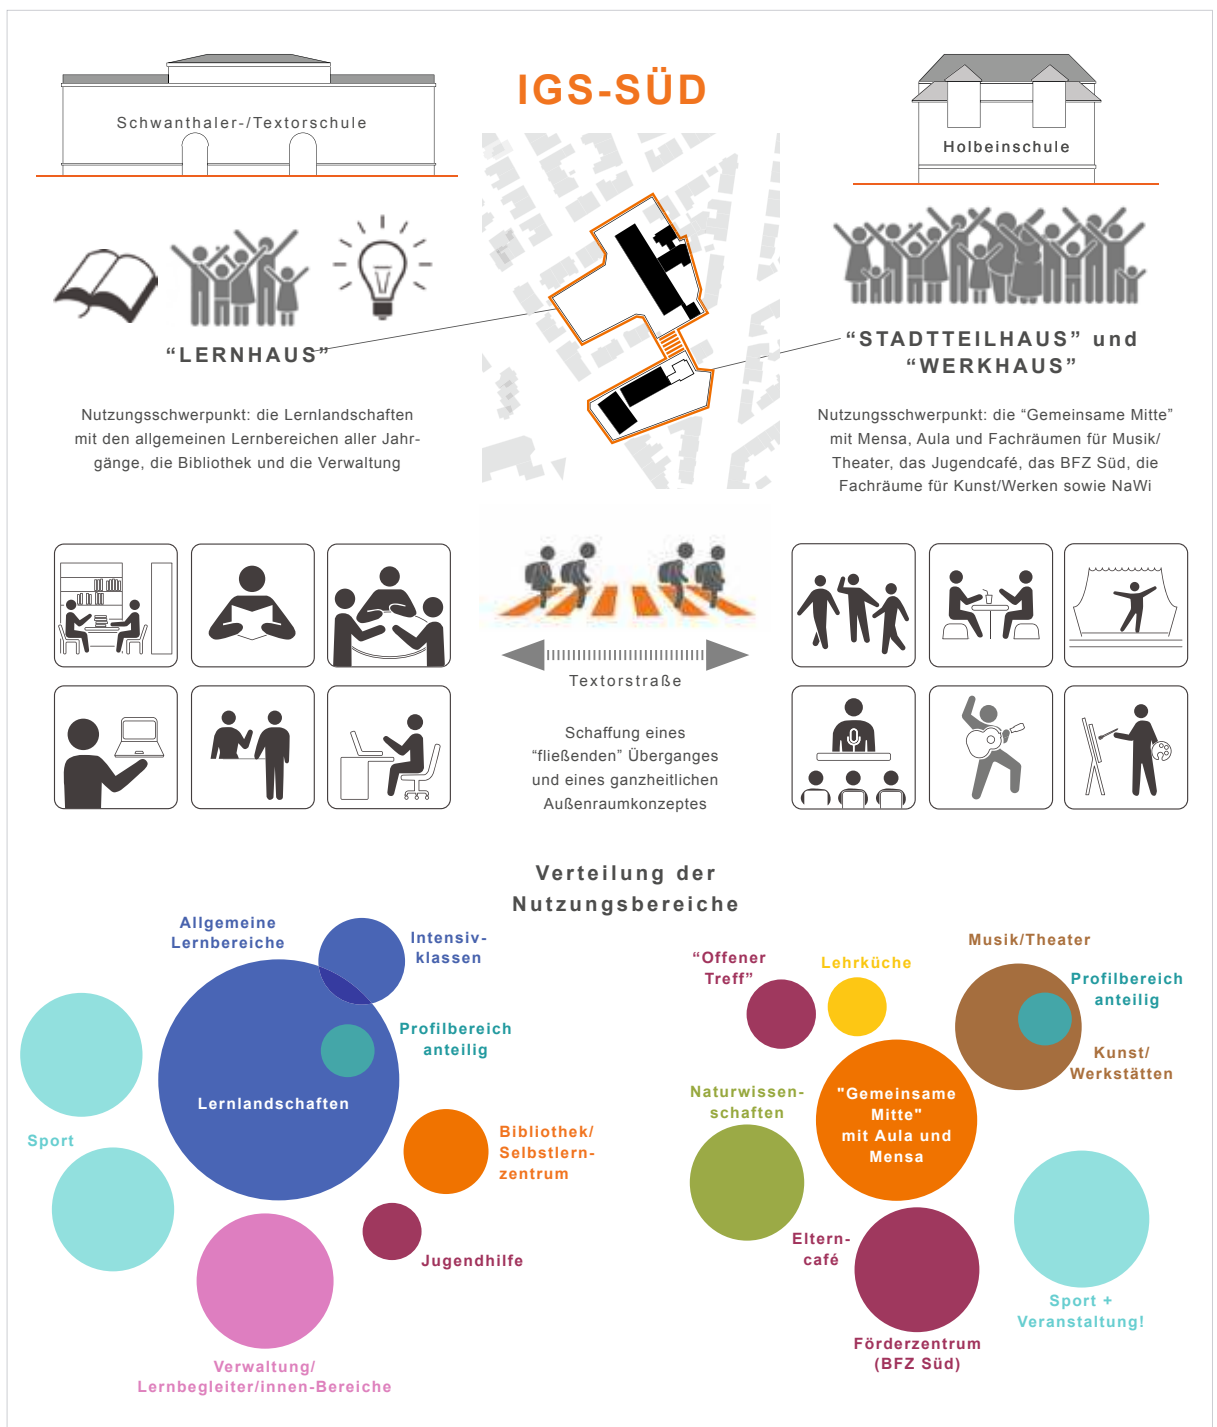 IGS-SÜD
Schwanthaler-/Textorschule
Holbeinschule
“LERNHAUS”
Nutzungsschwerpunkt: die Lernlandschaften
mit den allgemeinen Lernbereichen aller Jahr-
gänge, die Bibliothek und die Verwaltung
“STADTTEILHAUS” und
“WERKHAUS”
Nutzungsschwerpunkt: die “Gemeinsame Mitte”
mit Mensa, Aula und Fachräumen für Musik/
Theater, das Jugendcafé, das BFZ Süd, die
Fachräume für Kunst/Werken sowie NaWi
Textorstraße
Schaffung eines
“fließenden” Überganges
und eines ganzheitlichen
Außenraumkonzeptes
Verteilung der
Nutzungsbereiche
Allgemeine
Lernbereiche
Intensiv-
klassen
Profilbereich
anteilig
Lernlandschaften
Sport
Bibliothek/
Selbstlern-
zentrum
Jugendhilfe
Verwaltung/
Lernbegleiter/innen-Bereiche
“Offener
Treff”
Lehrküche
Musik/Theater
Profilbereich
anteilig
Kunst/
Werkstätten
Naturwissen-
schaften
"Gemeinsame
Mitte"
mit Aula und
Mensa
Eltern-
café
Förderzentrum
(BFZ Süd)
Sport +
Veranstaltung!